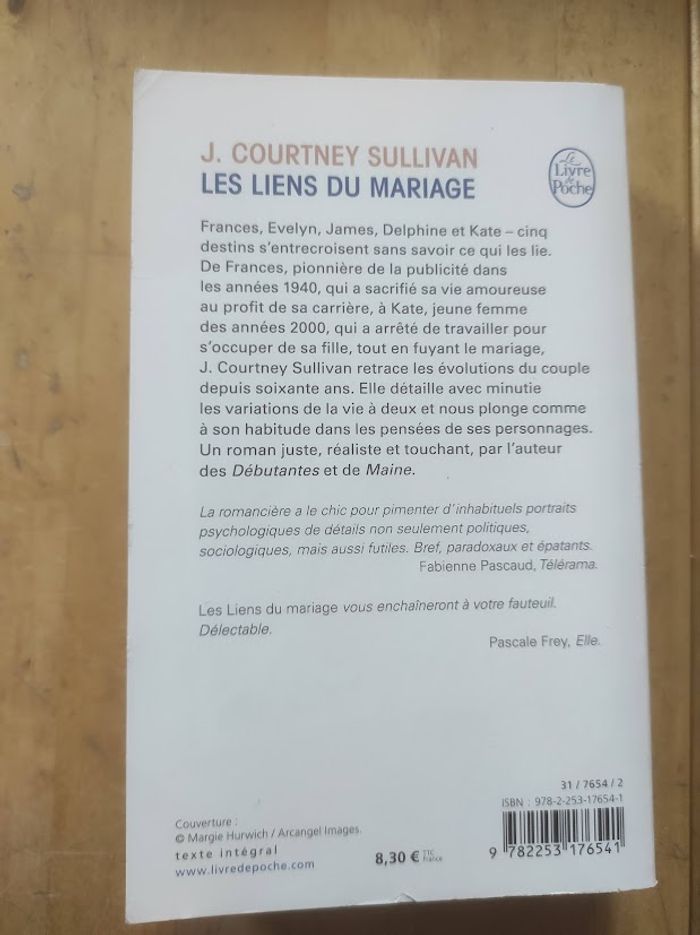 J. COURTNEY SULLIVAN
LES LIENS DU MARIAGE
Le
Livre
de
Poche
Frances, Evelyn, James, Delphine et Kate – cinq
destins s'entrecroisent sans savoir ce qui les lie.
De Frances, pionnière de la publicité dans
les années 1940, qui a sacrifié sa vie amoureuse
au profit de sa carrière, à Kate, jeune femme
des années 2000, qui a arrêté de travailler pour
s'occuper de sa fille, tout en fuyant le mariage,
J. Courtney Sullivan retrace les évolutions du couple
depuis soixante ans. Elle détaille avec minutie
les variations de la vie à deux et nous plonge comme
à son habitude dans les pensées de ses personnages.
Un roman juste, réaliste et touchant, par l'auteur
des Débutantes et de Maine.
La romancière a le chic pour pimenter d'inhabituels portraits
psychologiques de détails non seulement politiques,
sociologiques, mais aussi futiles. Bref, paradoxaux et épatants.
Fabienne Pascaud, Télérama.
Les Liens du mariage vous enchaîneront à votre fauteuil.
Délectable.
Pascale Frey, Elle.
31 / 7654 / 2
ISBN : 978-2-253-17654-1
Couverture :
© Margie Hurwich / Arcangel Images.
texte intégral
www.livredepoche.com
8,30 € TTC
France
9 782253 176541